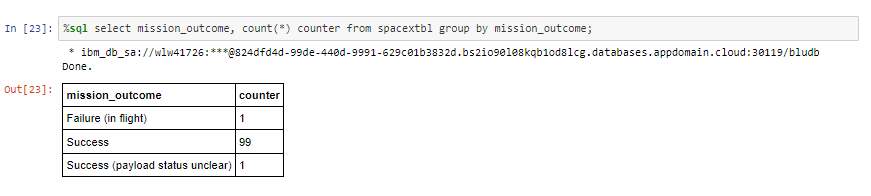 In [23]: %sql select mission_outcome, count(*) counter from spacextbl group by mission_outcome;
* ibm_db_sa://wlw41726:***@824dfd4d-99de-440d-9991-629c01b3832d.bs2io90l08kqb1od8lcg.databases.appdomain.cloud:30119/bludb
Done.
Out[23]:
mission_outcome counter
Failure (in flight) 1
Success 99
Success (payload status unclear) 1